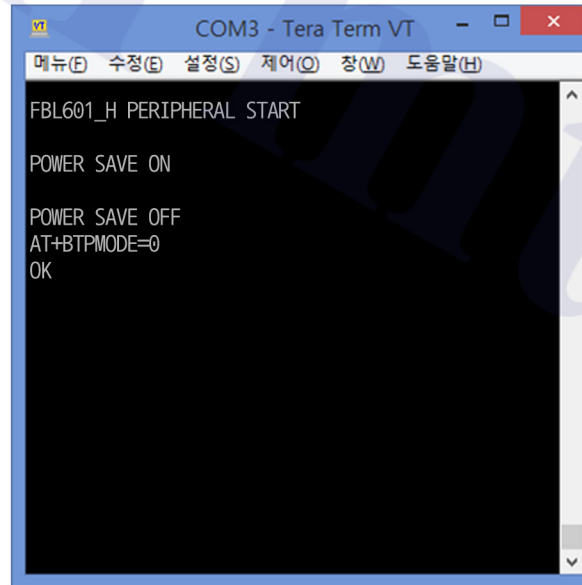 COM3 - Tera Term VT
메뉴(F) 수정(E) 설정(S) 제어(O) 창(W) 도움말(H)
FBL601_H PERIPHERAL START
POWER SAVE ON
POWER SAVE OFF
AT+BTPMODE=0
OK